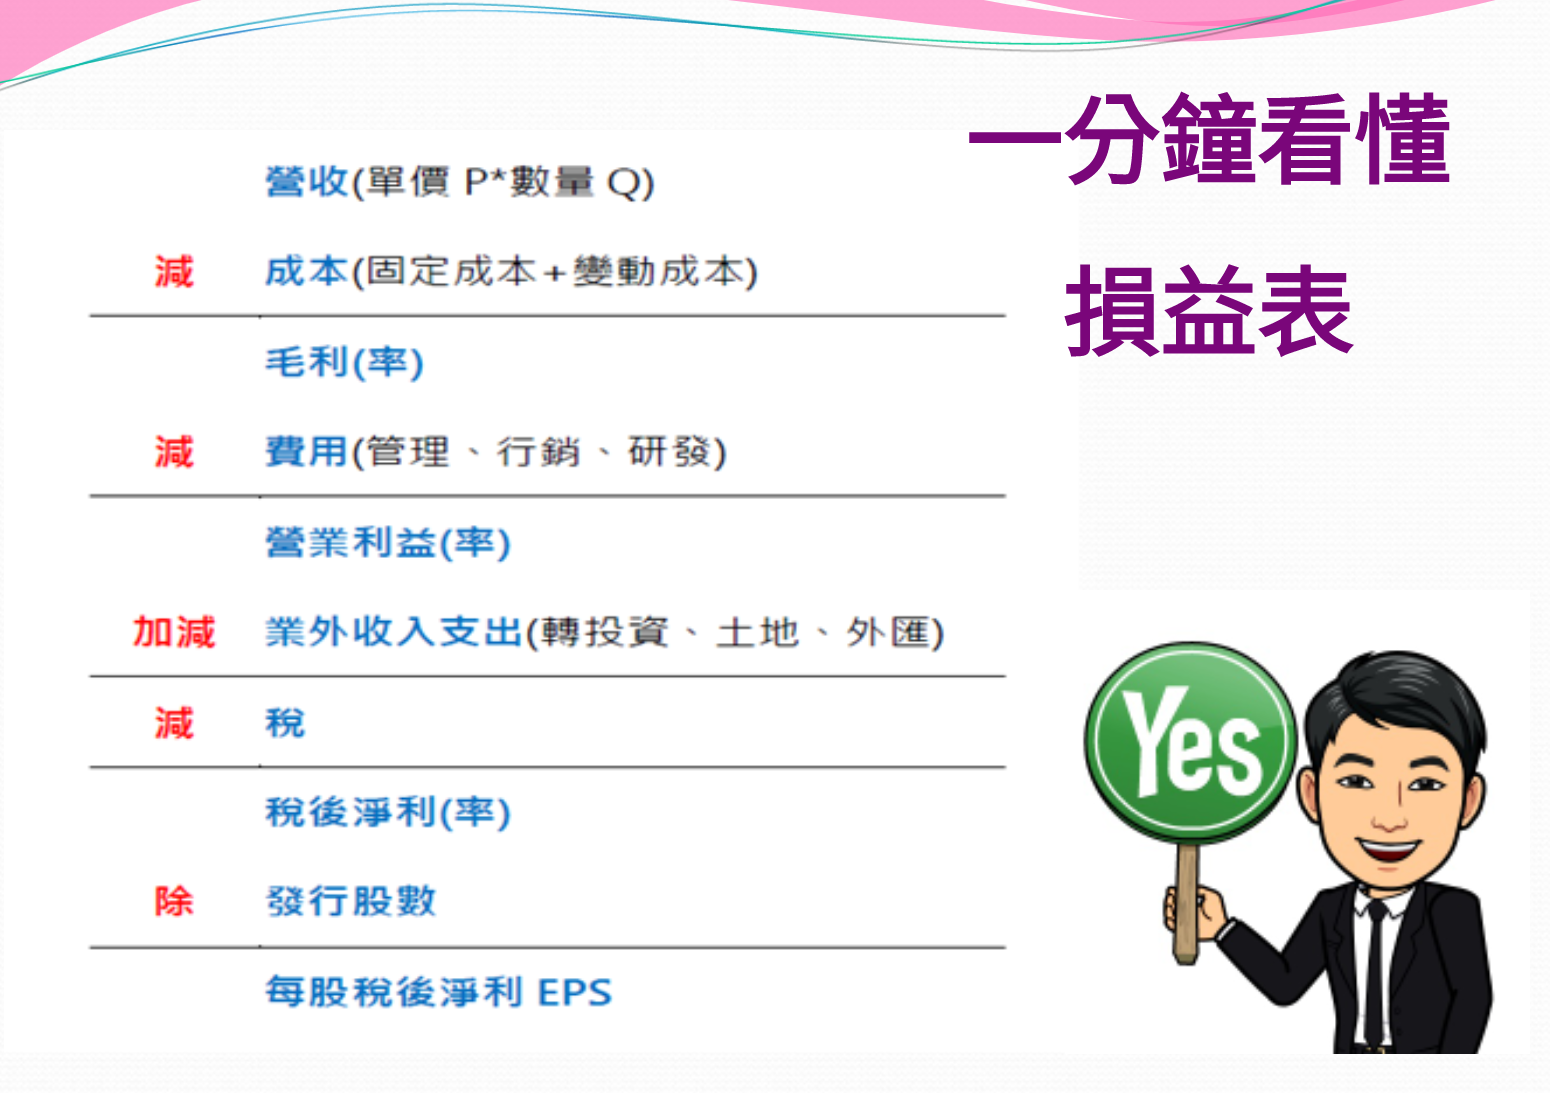 一分鐘看懂
損益表
營收(單價 P*數量 Q)
減 成本(固定成本+變動成本)
毛利(率)
減 費用(管理、行銷、研發)
營業利益(率)
加減 業外收入支出(轉投資、土地、外匯)
減 稅
稅後淨利(率)
除 發行股數
每股稅後淨利 EPS
Yes